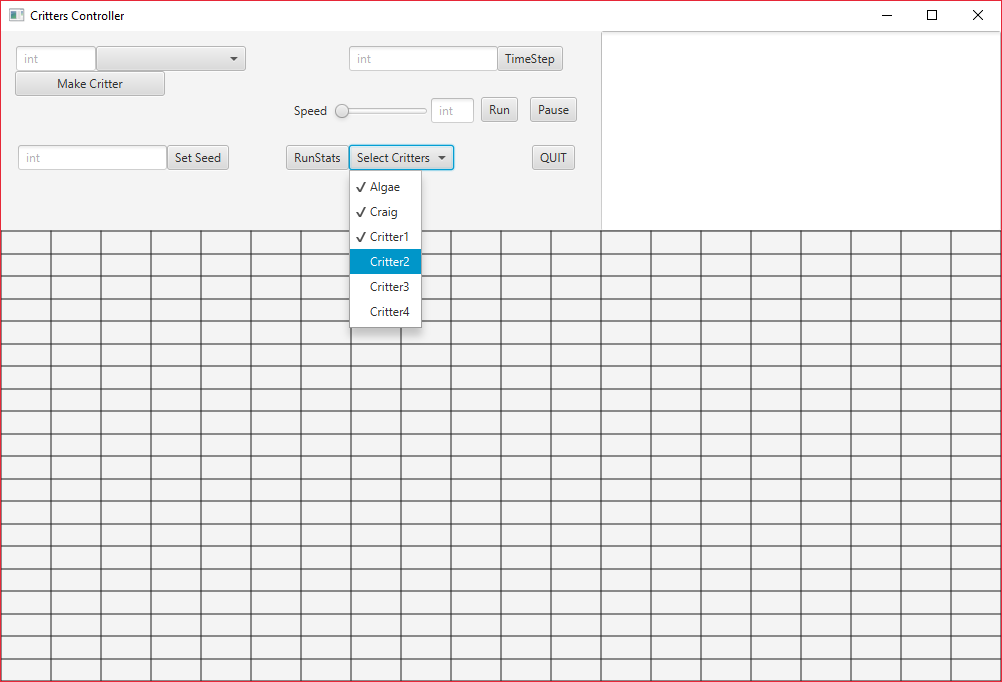 Critters Controller
int
int
TimeStep
Make Critter
Speed
int
Run
Pause
int
Set Seed
RunStats
Select Critters
QUIT
✓ Algae
✓ Craig
✓ Critter1
Critter2
Critter3
Critter4